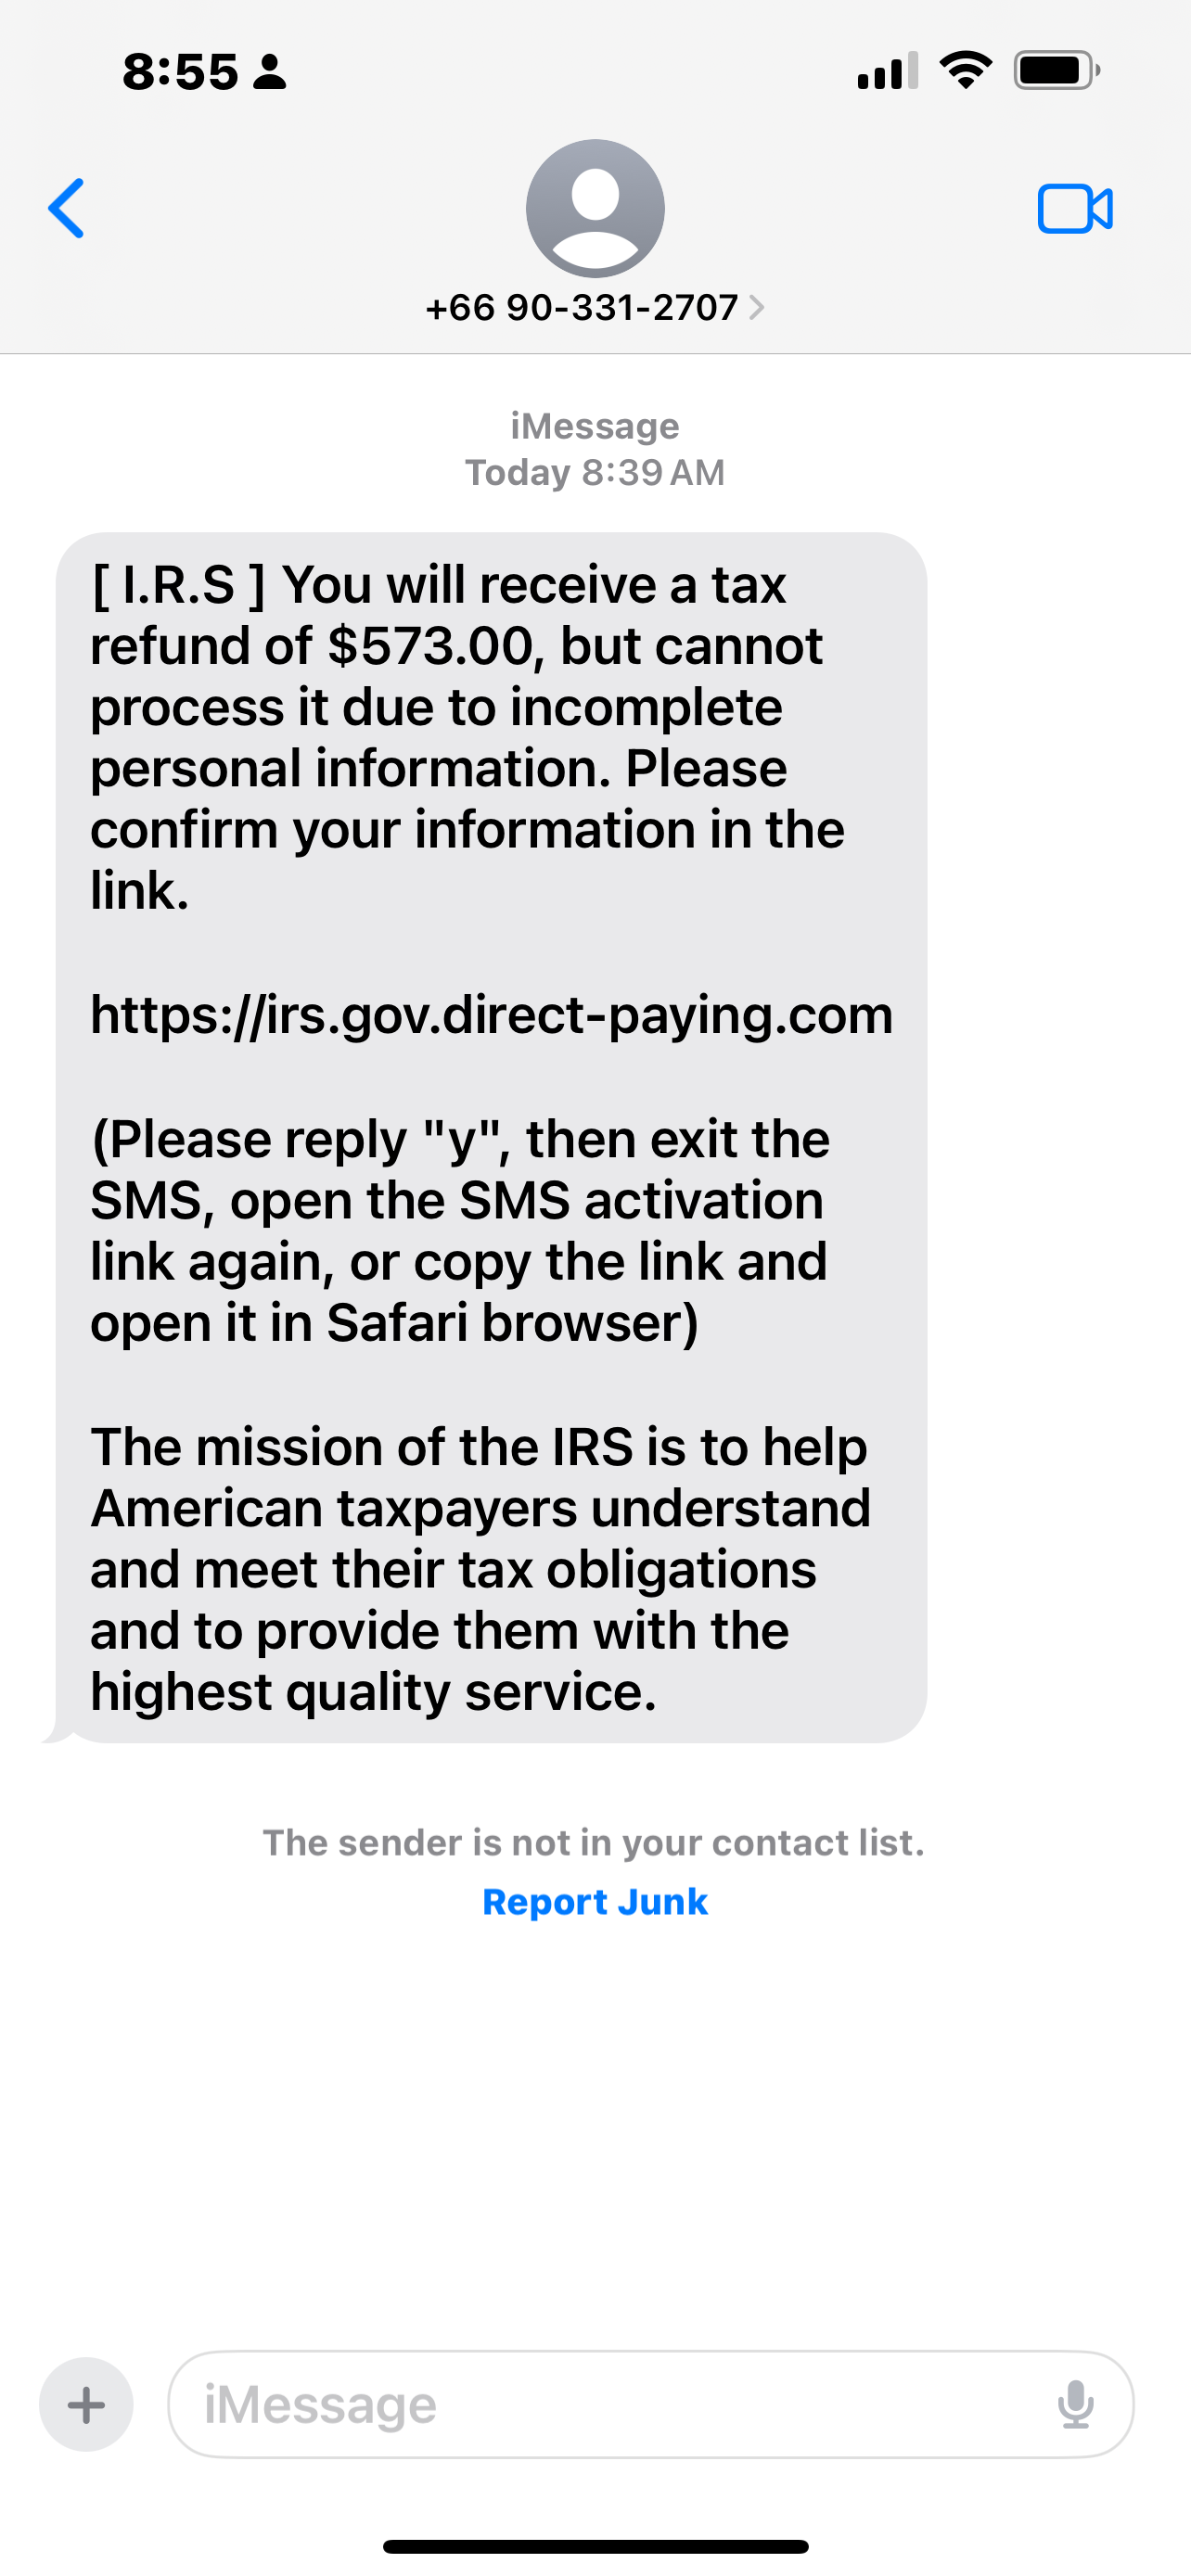 8:55
+66 90-331-2707
iMessage
Today 8:39 AM
[ I.R.S ] You will receive a tax
refund of $573.00, but cannot
process it due to incomplete
personal information. Please
confirm your information in the
link.
https://irs.gov.direct-paying.com
(Please reply "y", then exit the
SMS, open the SMS activation
link again, or copy the link and
open it in Safari browser)
The mission of the IRS is to help
American taxpayers understand
and meet their tax obligations
and to provide them with the
highest quality service.
The sender is not in your contact list.
Report Junk
iMessage